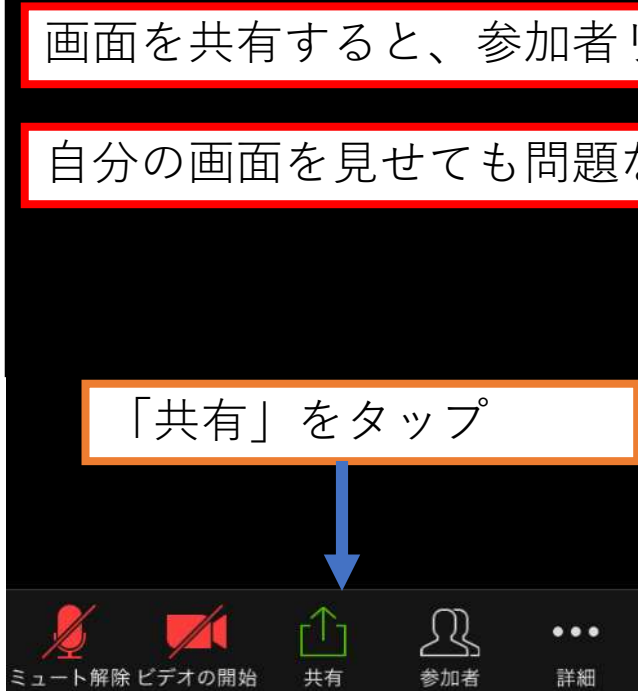 画面を共有すると、参加者
自分の画面を見せても問題
「共有」をタップ
ミュート解除 ビデオの開始 共有 参加者 詳細